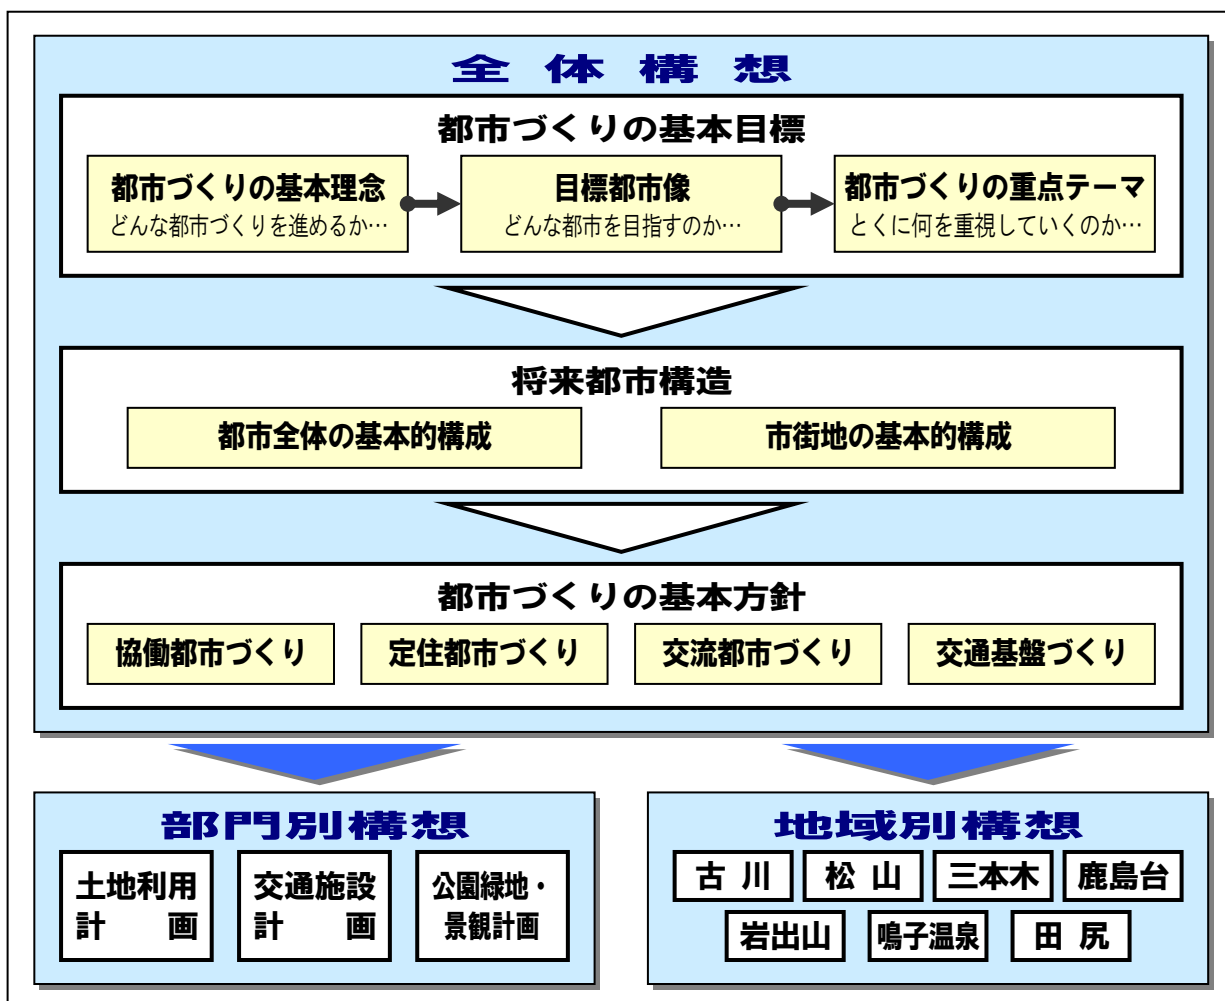 全体構想
都市づくりの基本目標
都市づくりの基本理念
どんな都市づくりを進めるか…
目標都市像
どんな都市を目指すのか…
都市づくりの重点テーマ
とくに何を重視していくのか…
将来都市構造
都市全体の基本的構成
市街地の基本的構成
都市づくりの基本方針
協働都市づくり
定住都市づくり
交流都市づくり
交通基盤づくり
部門別構想
土地利用
計画
交通施設
計画
公園緑地・
景観計画
地域別構想
古川
松山
三本木
鹿島台
岩出山
鳴子温泉
田尻